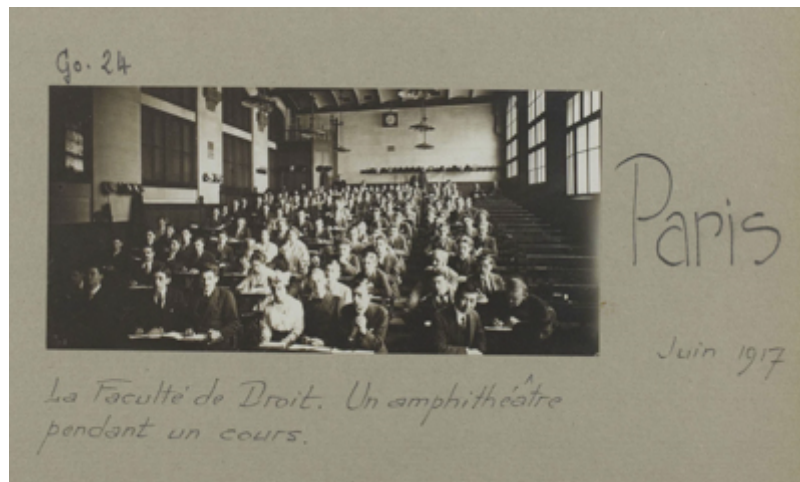 Go. 24
Paris
Juin 1917
La Faculté de Droit. Un amphithéâtre
pendant un cours.